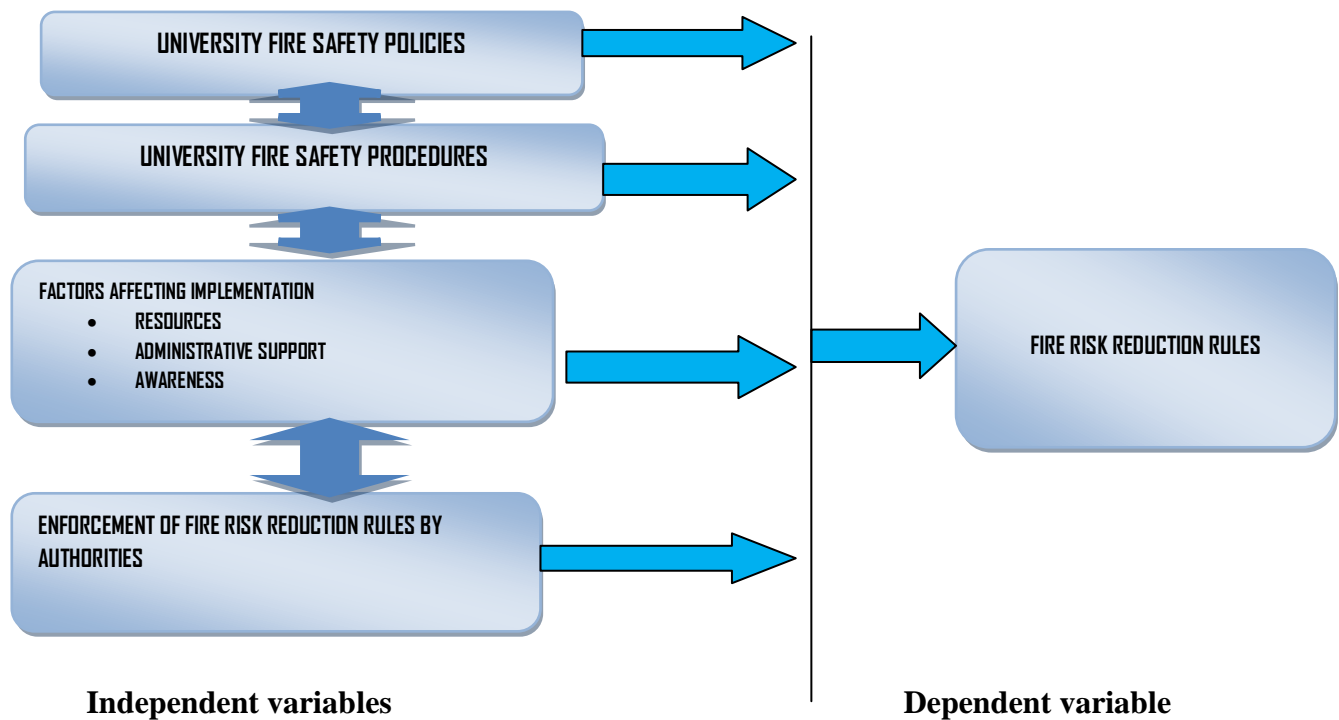 UNIVERSITY FIRE SAFETY POLICIES
UNIVERSITY FIRE SAFETY PROCEDURES
FACTORS AFFECTING IMPLEMENTATION
• RESOURCES
• ADMINISTRATIVE SUPPORT
• AWARENESS
FIRE RISK REDUCTION RULES
ENFORCEMENT OF FIRE RISK REDUCTION RULES BY
AUTHORITIES
Independent variables
Dependent variable